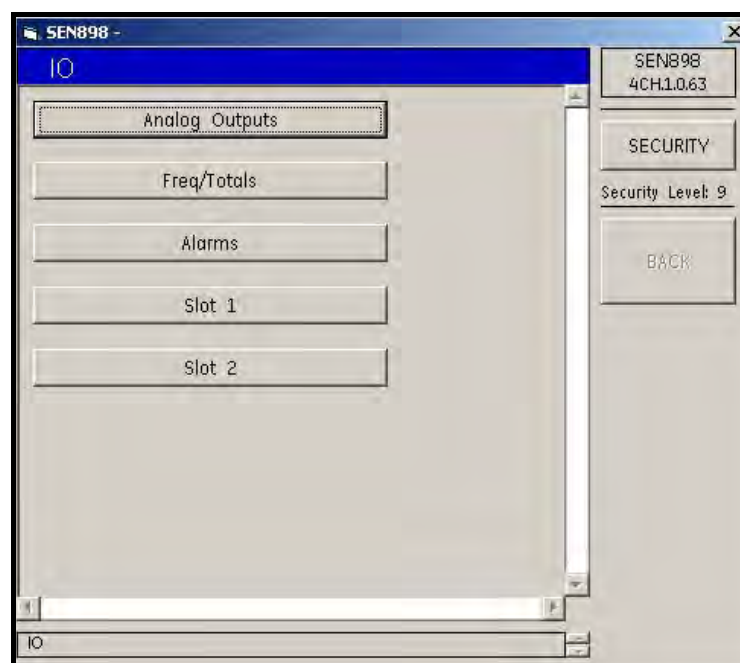 SEN898 -
IO
SEN898
4CH.1.0.63
Analog Outputs
SECURITY
Freq/Totals
Security Level: 9
Alarms
BACK
Slot 1
Slot 2
IO